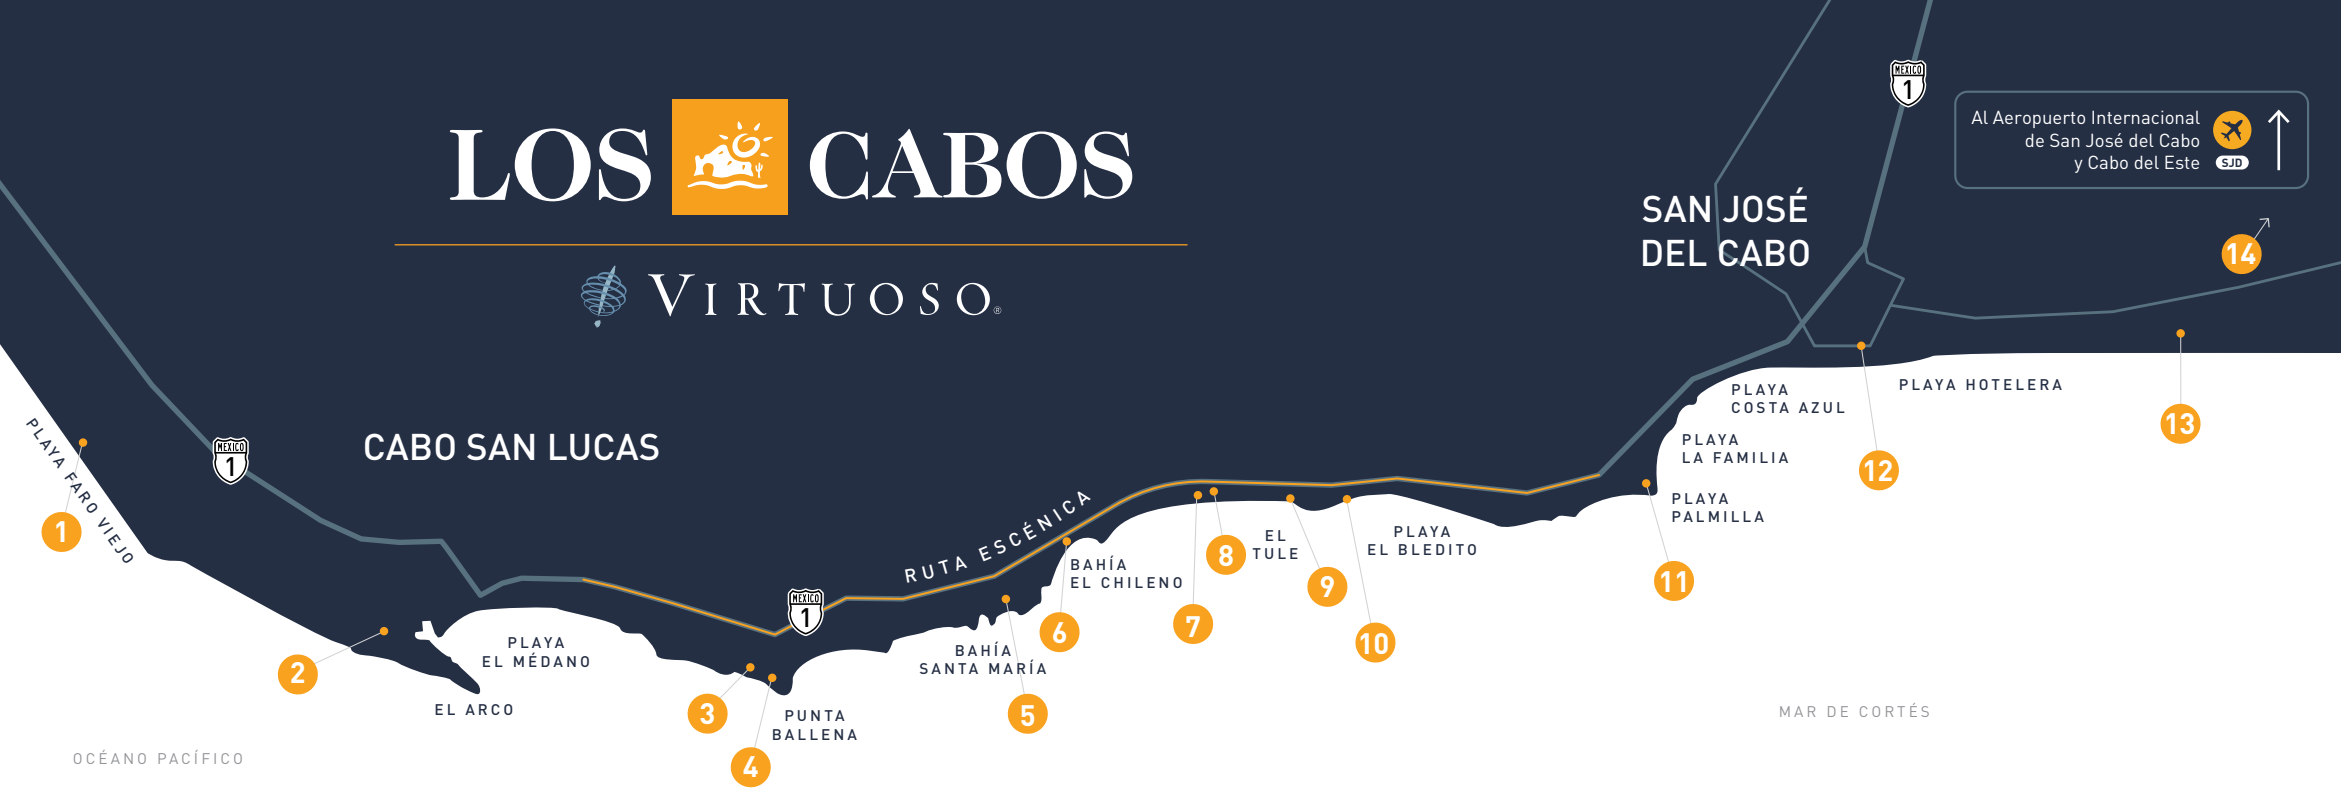 LOS CABOS
VIRTUOSO®
MEXICO
1
Al Aeropuerto Internacional
de San José del Cabo
y Cabo del Este
SJD
SAN JOSÉ
DEL CABO
14
PLAYA HOTELERA
PLAYA
COSTA AZUL
13
12
PLAYA
LA FAMILIA
PLAYA
PALMILLA
11
CABO SAN LUCAS
MEXICO
1
PLAYA FARO VIEJO
1
RUTA ESCÉNICA
MEXICO
1
BAHÍA
EL CHILENO
8
EL
TULE
9
PLAYA
EL BLEDITO
10
7
6
BAHÍA
SANTA MARÍA
5
PLAYA
EL MÉDANO
2
EL ARCO
3
PUNTA
BALLENA
4
MAR DE CORTÉS
OCÉANO PACÍFICO